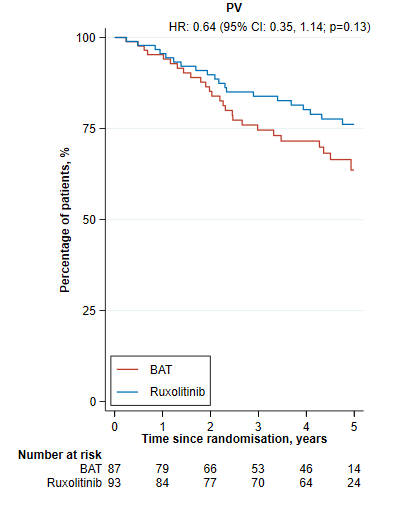 PV
HR: 0.64 (95% CI: 0.35, 1.14; p=0.13)
100
75
50
25
0
Percentage of patients, %
BAT
Ruxolitinib
0 1 2 3 4 5
Time since randomisation, years
Number at risk
BAT 87 79 66 53 46 14
Ruxolitinib 93 84 77 70 64 24